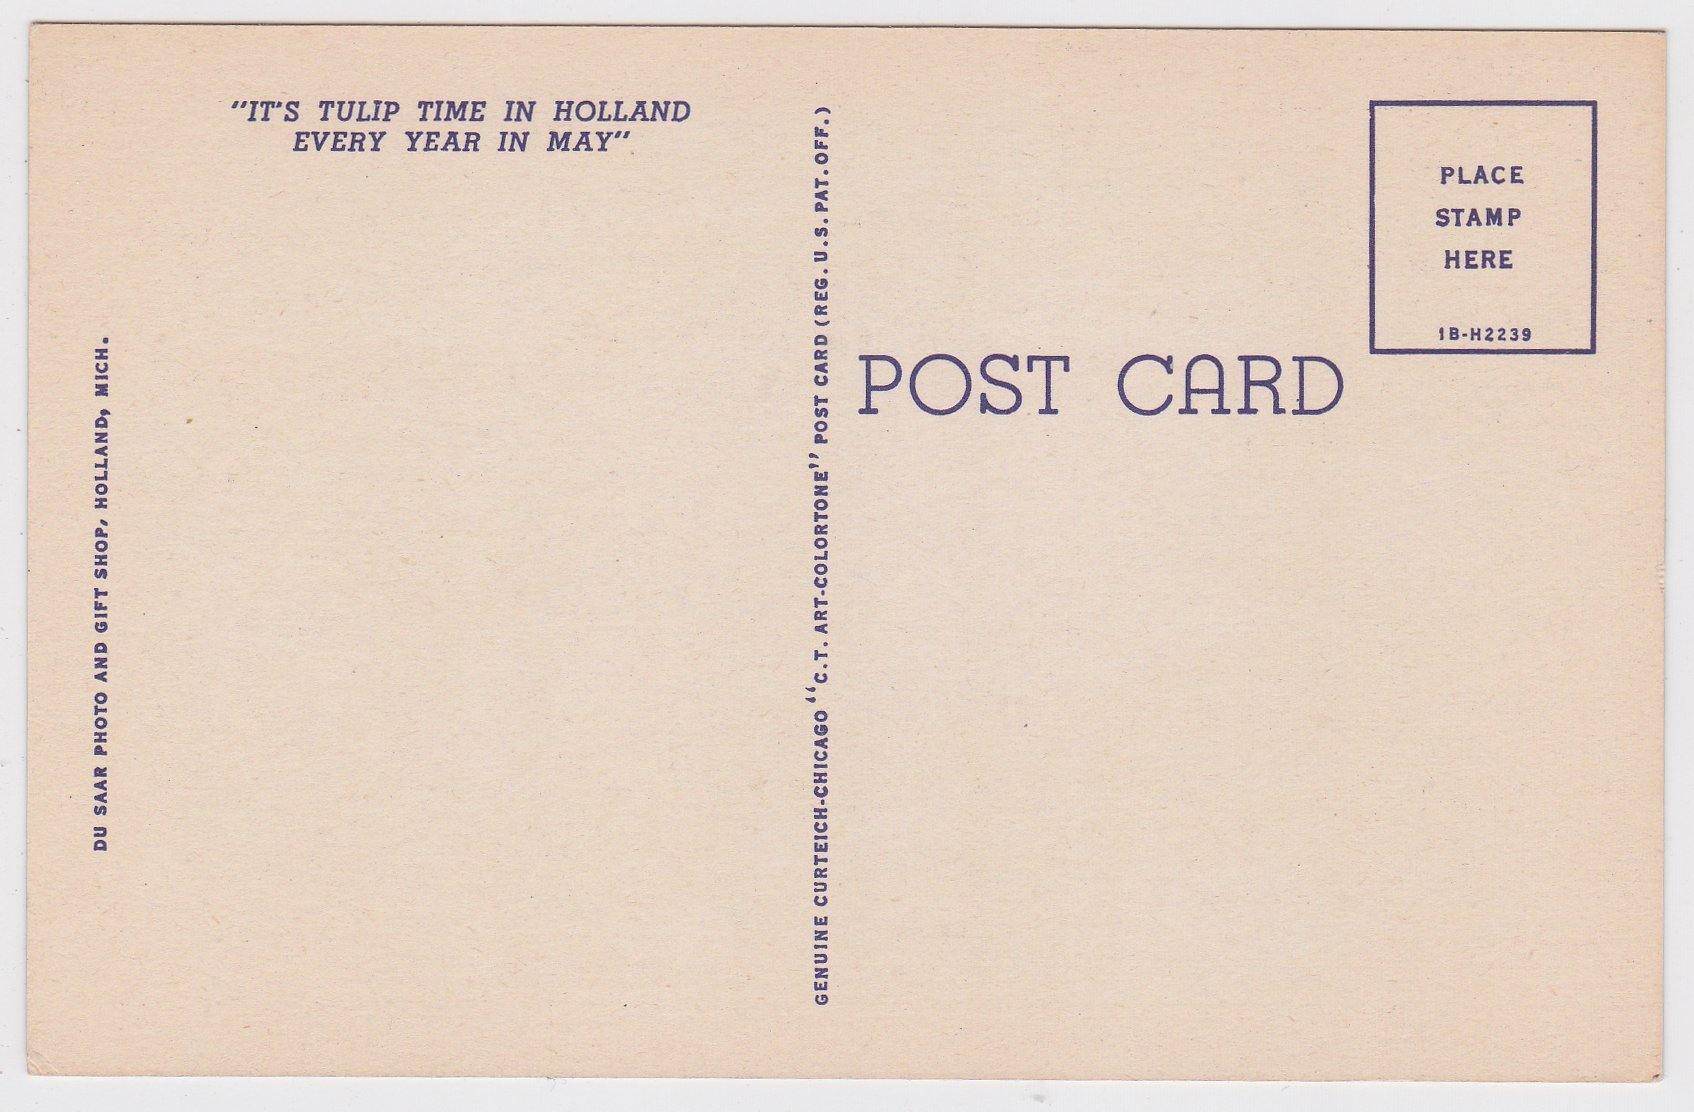 "IT'S TULIP TIME IN HOLLAND
EVERY YEAR IN MAY"
DU SAAR PHOTO AND GIFT SHOP, HOLLAND, MICH.
GENUINE CURTEICH-CHICAGO "C.T. ART-COLORTONE" POST CARD (REG. U.S. PAT. OFF.)
POST CARD
PLACE
STAMP
HERE
1B-H2239